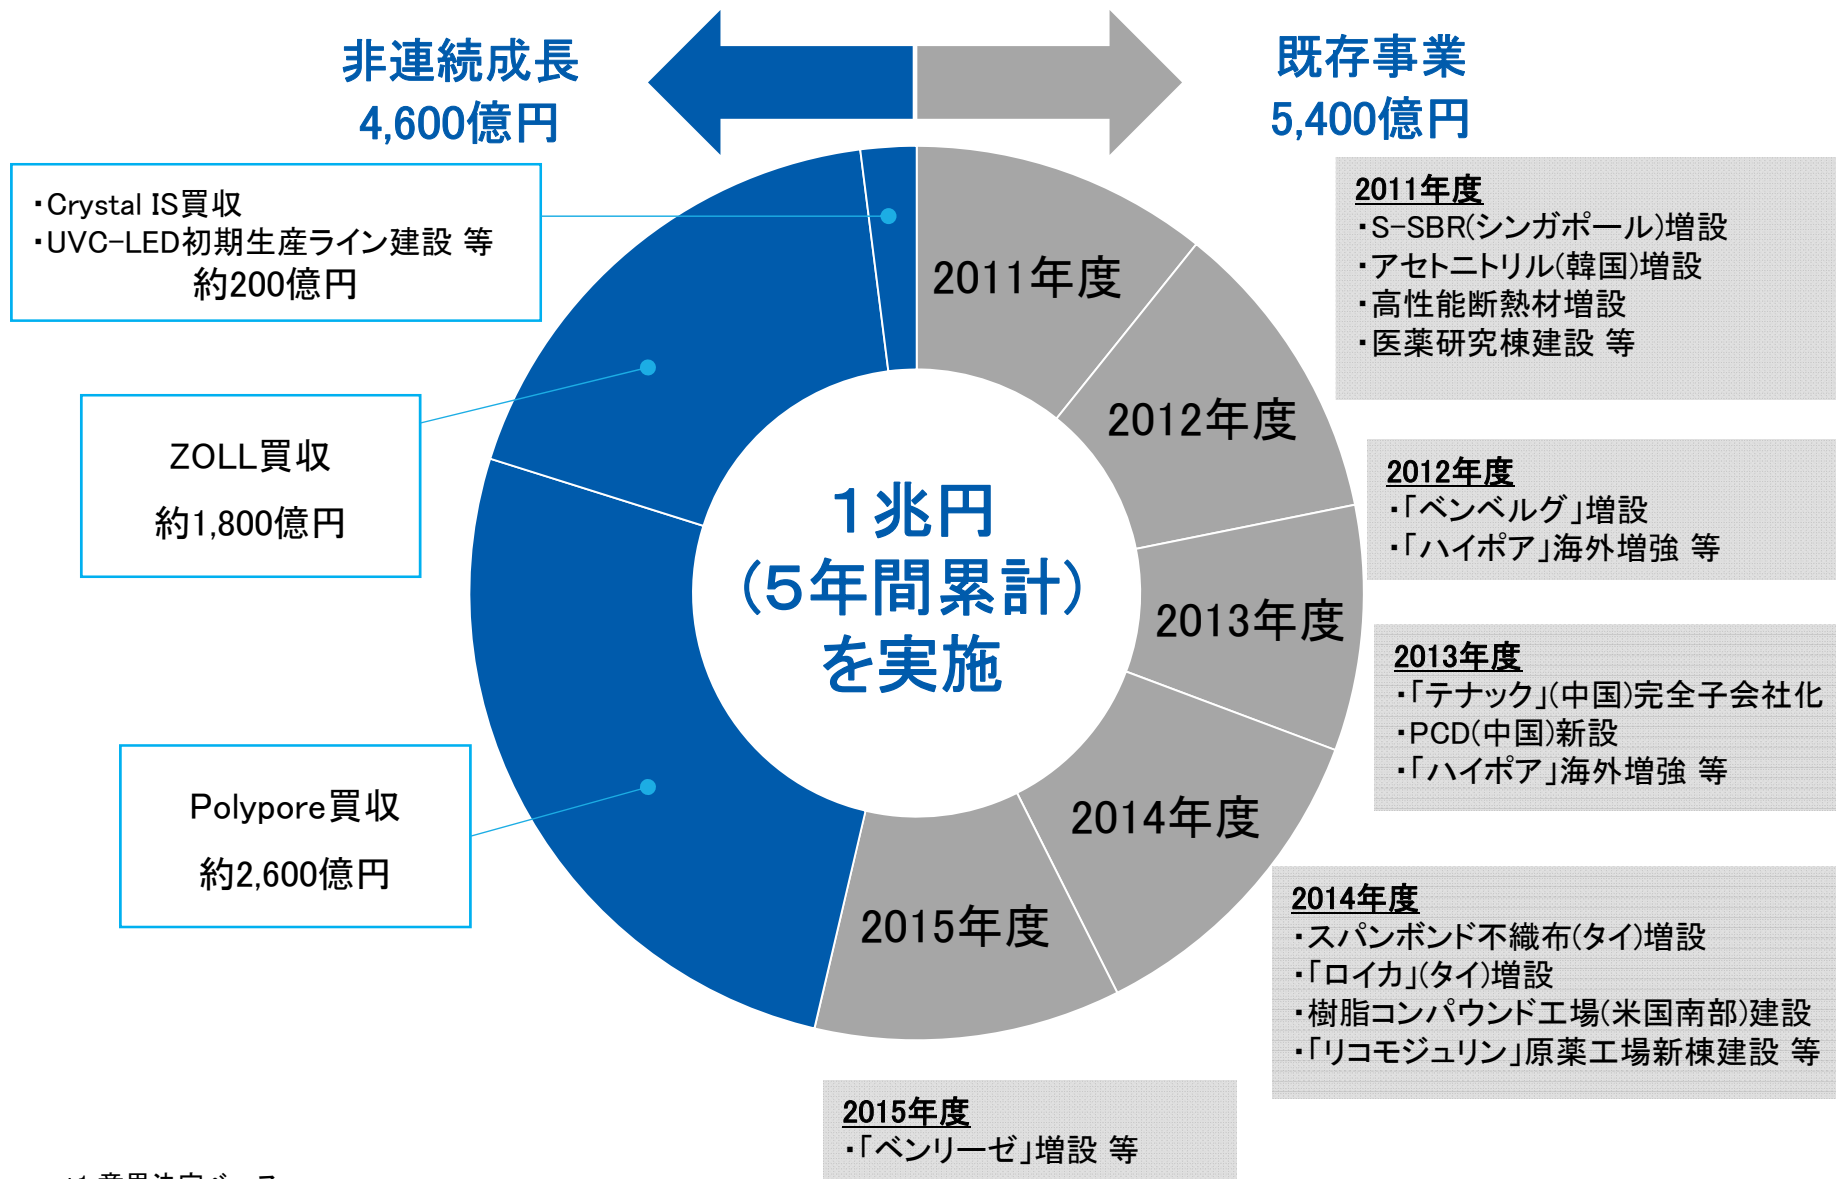 非連続成長
4,600億円
既存事業
5,400億円
・Crystal IS買収
・UVC-LED初期生産ライン建設 等
約200億円
ZOLL買収
約1,800億円
Polypore買収
約2,600億円
1兆円
(5年間累計)
を実施
2011年度
2012年度
2013年度
2014年度
2015年度
2011年度
・S-SBR(シンガポール)増設
・アセトニトリル(韓国)増設
・高性能断熱材増設
・医薬研究棟建設 等
2012年度
・「ベンベルグ」増設
・「ハイポア」海外増強 等
2013年度
・「テナック」(中国)完全子会社化
・PCD(中国)新設
・「ハイポア」海外増強 等
2014年度
・スパンボンド不織布(タイ)増設
・「ロイカ」(タイ)増設
・樹脂コンパウンド工場(米国南部)建設
・「リコモジュリン」原薬工場新棟建設 等
2015年度
・「ベンリーゼ」増設 等